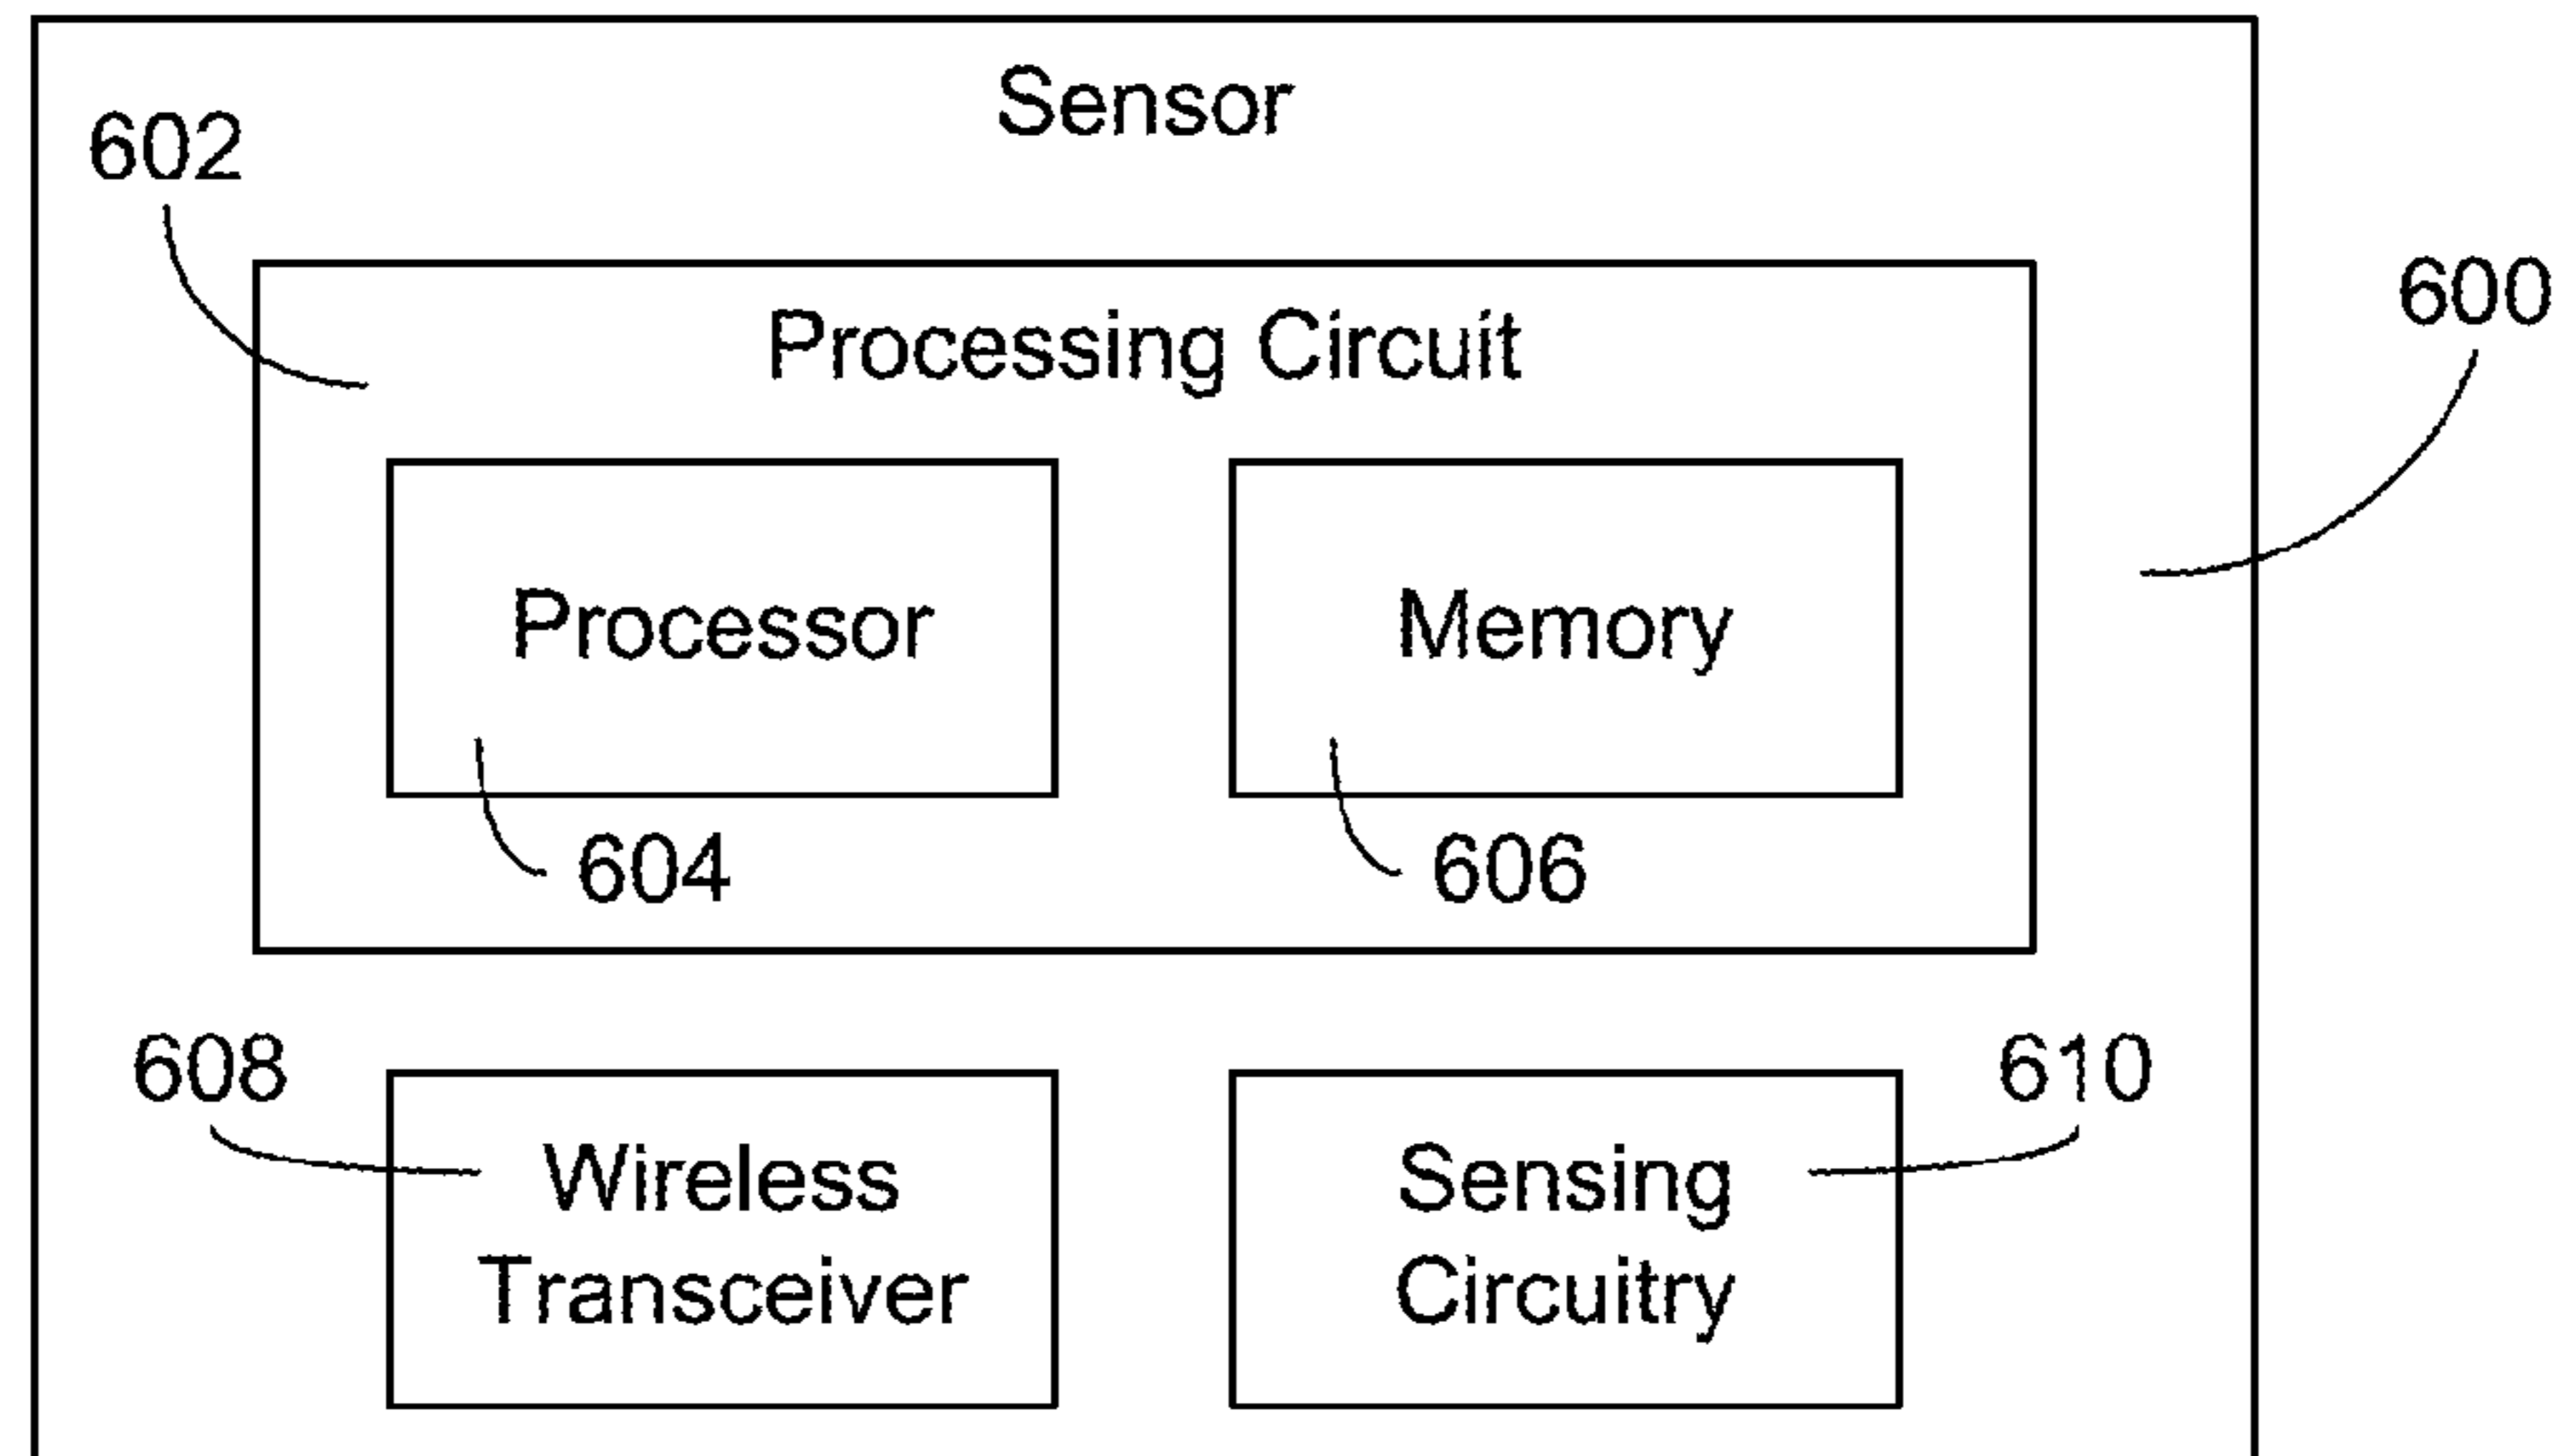 Sensor
602
600
Processing Circuit
Processor
Memory
604
606
608
610
Wireless
Transceiver
Sensing
Circuitry